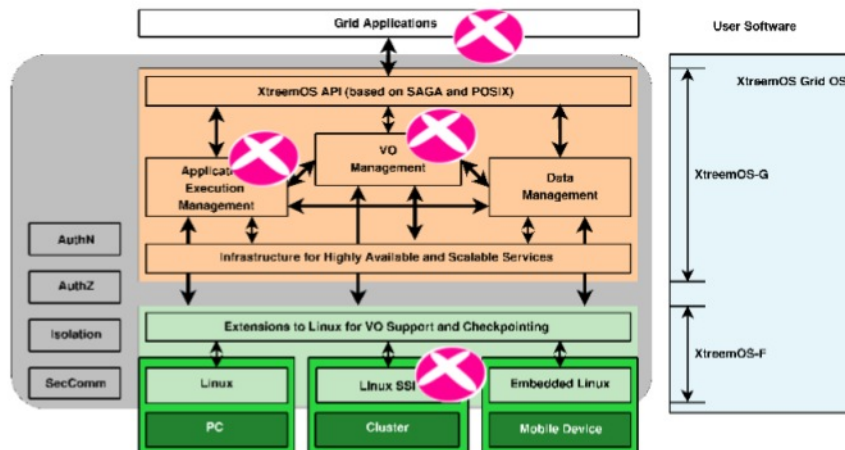 Grid Applications
User Software
XtreemOS API (based on SAGA and POSIX)
XtreemOS Grid OS
VO
Management
Execution
Management
Data
Management
XtreemOS-G
AuthN
Infrastructure for Highly Available and Scalable Services
AuthZ
Extensions to Linux for VO Support and Checkpointing
Isolation
XtreemOS-F
SecComm
Linux
Linux SSI
Embedded Linux
PC
Cluster
Mobile Device